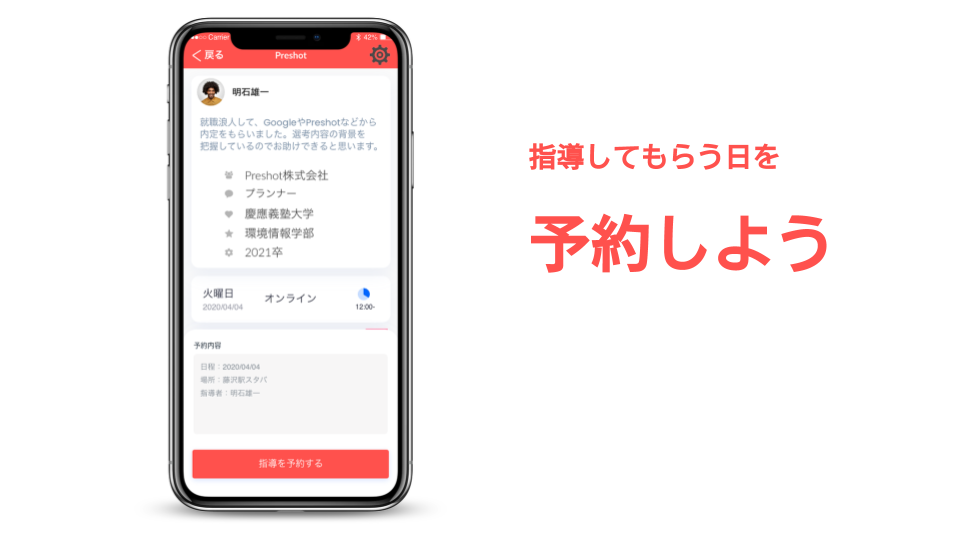 Carrier
42%
戻る
Preshot
明石雄一
就職浪人して、GoogleやPreshotなどから
内定をもらいました。選考内容の背景を
把握しているのでお助けできると思います。
Preshot株式会社
プランナー
慶應義塾大学
環境情報学部
2021卒
火曜日
2020/04/04
オンライン
12:00-
予約内容
日程：2020/04/04
場所：藤沢駅スタバ
指導者：明石雄一
指導を予約する
指導してもらう日を
予約しよう